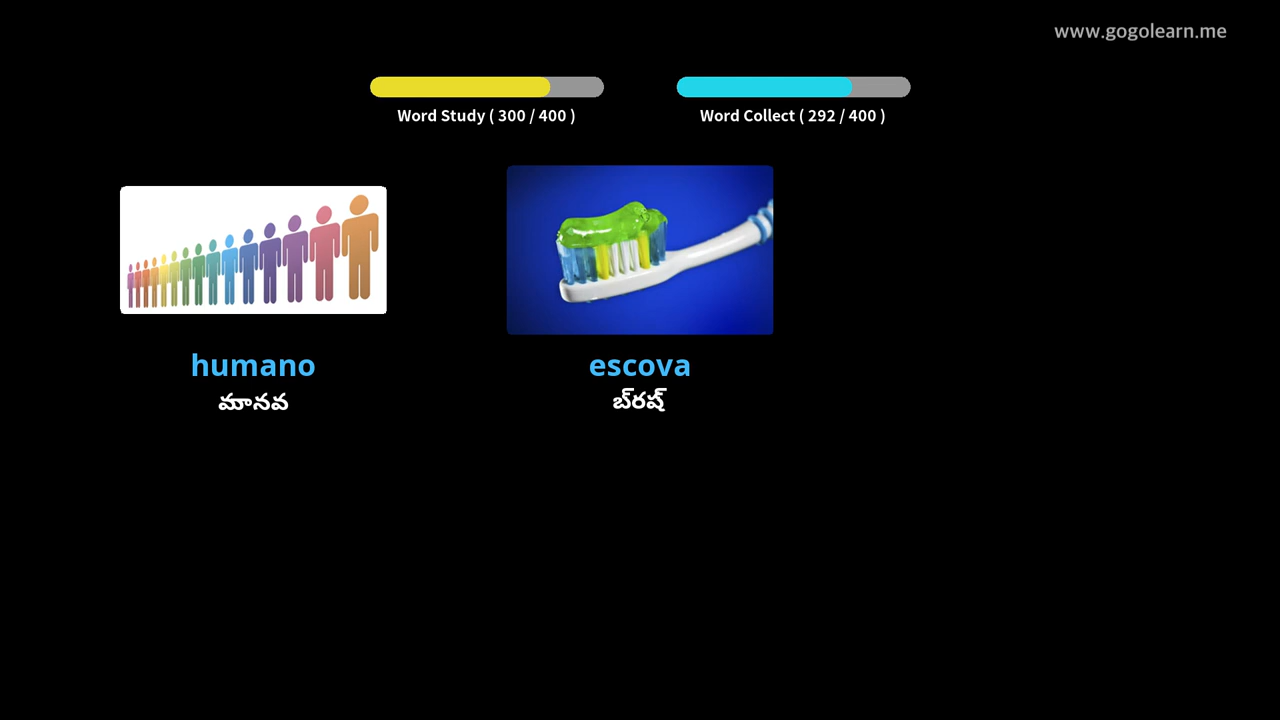 www.gogolearn.me
Word Study ( 300 / 400 )
Word Collect ( 292 / 400 )
humano
మానవ
escova
బ్‌రష్